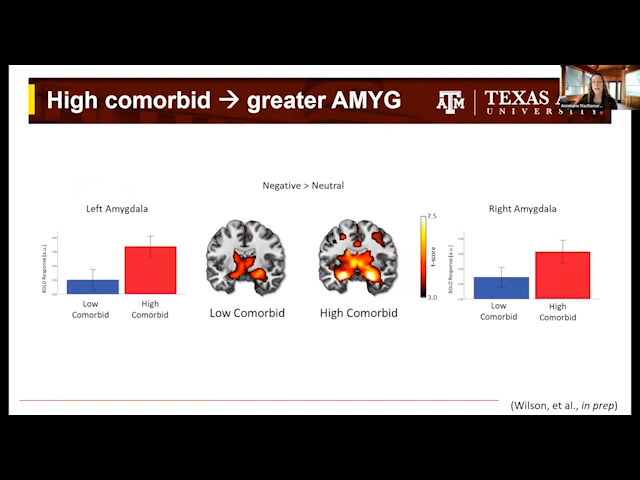 High comorbid → greater AMYG
TEXAS A
UNIVERSITY
Negative > Neutral
Left Amygdala
Right Amygdala
BOLD Response [a.u.]
Low Comorbid
High Comorbid
Low Comorbid
High Comorbid
7.5
t-score
3.0
BOLD Response [a.u.]
Low Comorbid
High Comorbid
(Wilson, et al., in prep)